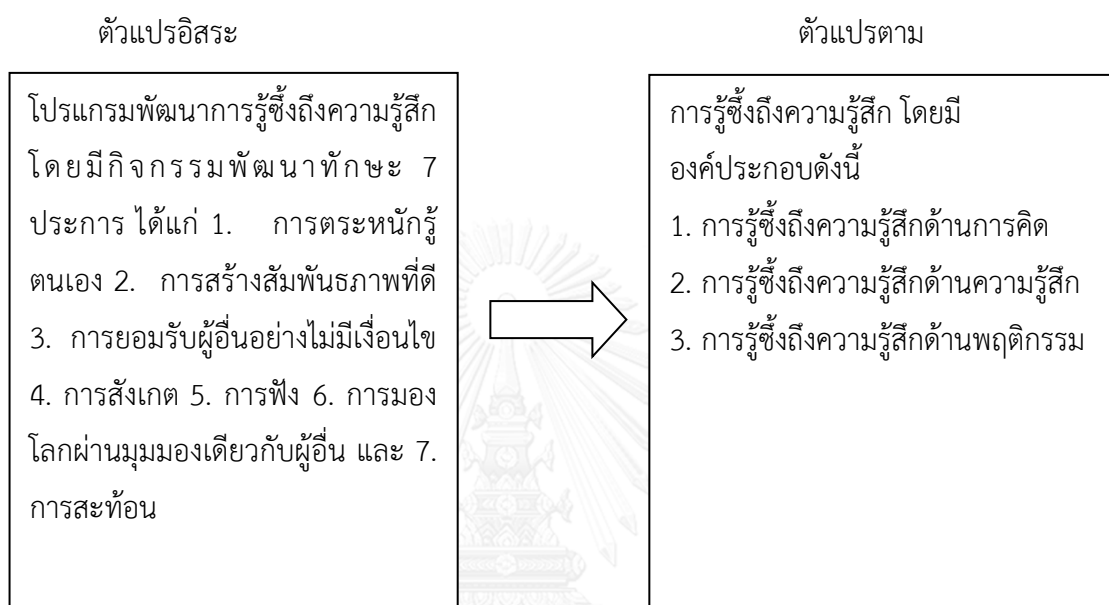 ตัวแปรอิสระ
ตัวแปรตาม
โปรแกรมพัฒนาการรู้ซึ้งถึงความรู้สึก
โดยมีกิจกรรมพัฒนาทักษะ 7
ประการ ได้แก่ 1. การตระหนักรู้
ตนเอง 2. การสร้างสัมพันธภาพที่ดี
3. การยอมรับผู้อื่นอย่างไม่มีเงื่อนไข
4. การสังเกต 5. การฟัง 6. การมอง
โลกผ่านมุมมองเดียวกับผู้อื่น และ 7.
การสะท้อน
การรู้ซึ้งถึงความรู้สึก โดยมี
องค์ประกอบดังนี้
1. การรู้ซึ้งถึงความรู้สึกด้านการคิด
2. การรู้ซึ้งถึงความรู้สึกด้านความรู้สึก
3. การรู้ซึ้งถึงความรู้สึกด้านพฤติกรรม